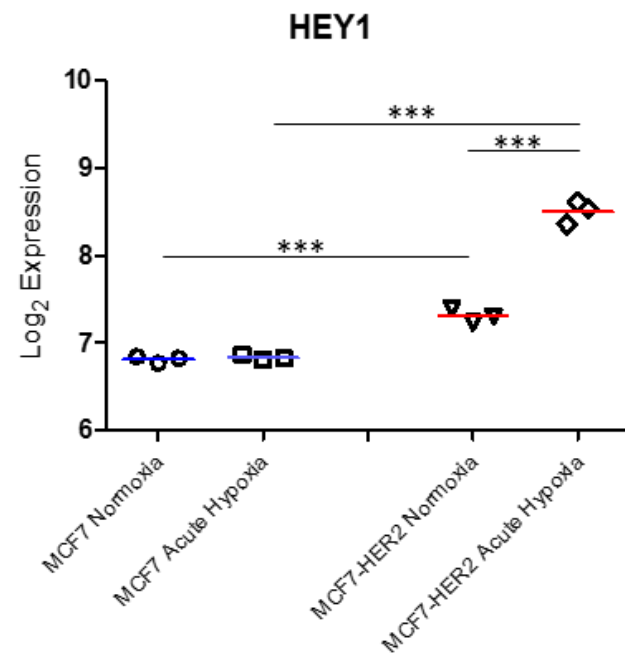 HEY1
10
9
8
7
6
Log2 Expression
***
***
***
MCF7 Normoxia
MCF7 Acute Hypoxia
MCF7-HER2 Normoxia
MCF7-HER2 Acute Hypoxia